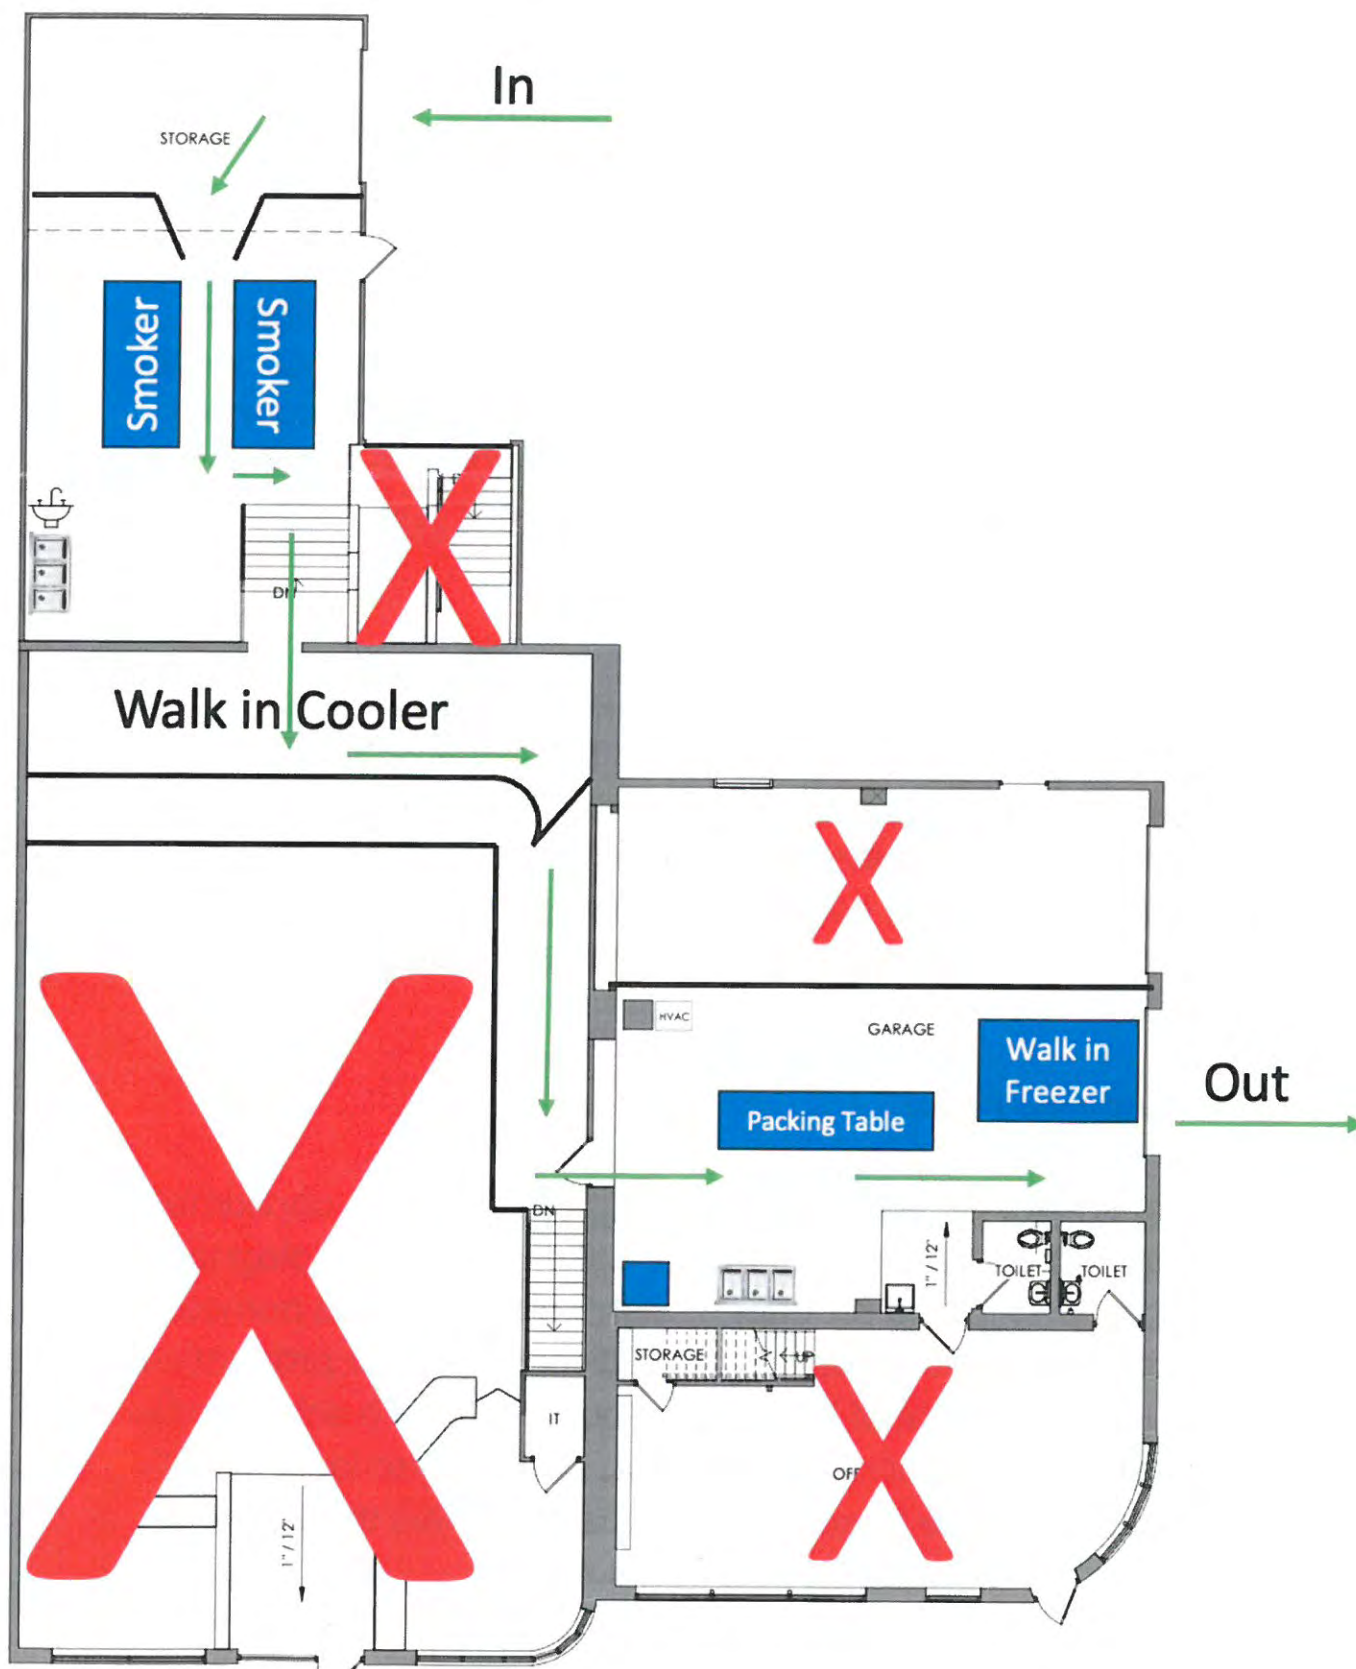 In
STORAGE
Smoker
Smoker
DN
Walk in Cooler
HVAC
GARAGE
Walk in
Freezer
Out
Packing Table
DN
1" / 12"
TOILET
TOILET
STORAGE
UP
IT
1" / 12"